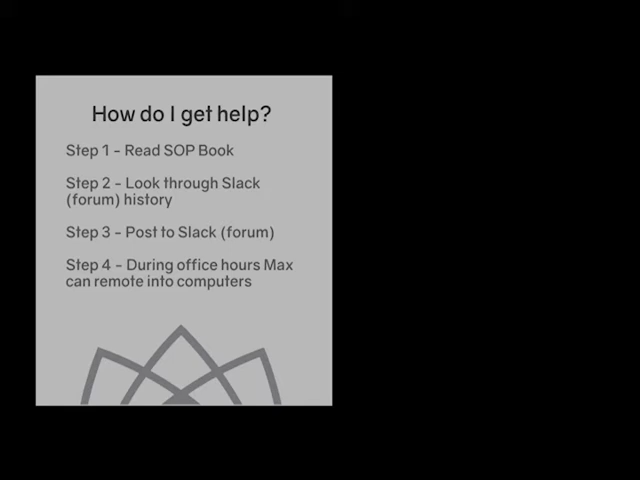 How do I get help?
Step 1 - Read SOP Book
Step 2 - Look through Slack
(forum) history
Step 3 - Post to Slack (forum)
Step 4 - During office hours Max
can remote into computers